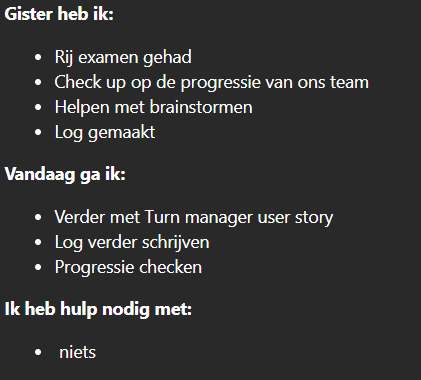 Gister heb ik:
Rij examen gehad
Check up op de progressie van ons team
Helpen met brainstormen
Log gemaakt
Vandaag ga ik:
Verder met Turn manager user story
Log verder schrijven
Progressie checken
Ik heb hulp nodig met:
niets